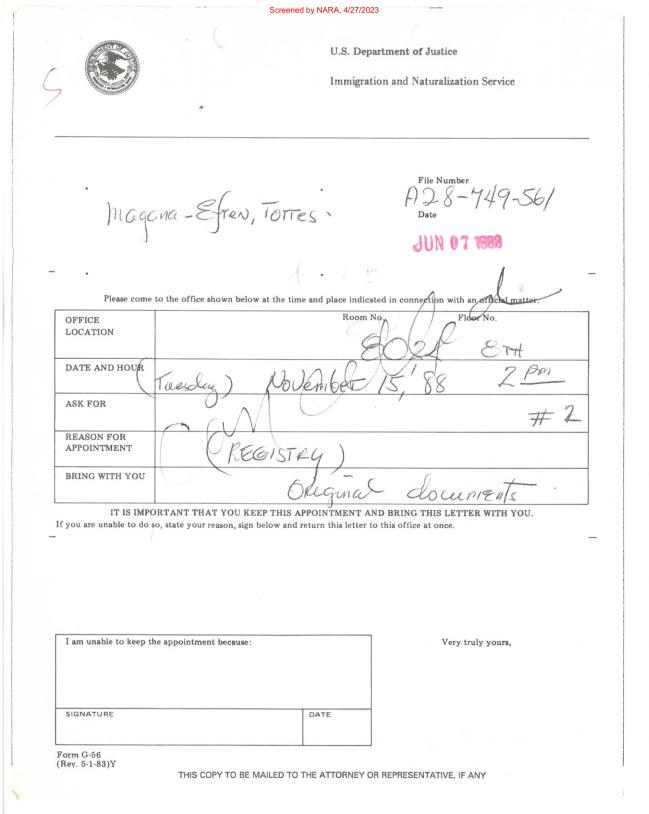 Screened by NARA, 4/27/2023
U.S. Department of Justice
Immigration and Naturalization Service
File Number
A28-749-561
Magana-Efren, Torres
Date
JUN 07 1988
Please come to the office shown below at the time and place indicated in connection with an official matter.
OFFICE LOCATION
Room No.
Floor No.
8TH
DATE AND HOUR
(Tuesday) November 15, '88 2 pm
ASK FOR
# 2
REASON FOR APPOINTMENT
(REGISTRY)
BRING WITH YOU
Original documents
IT IS IMPORTANT THAT YOU KEEP THIS APPOINTMENT AND BRING THIS LETTER WITH YOU.
If you are unable to do so, state your reason, sign below and return this letter to this office at once.
I am unable to keep the appointment because:
Very truly yours,
SIGNATURE
DATE
Form G-56
(Rev. 5-1-83)Y
THIS COPY TO BE MAILED TO THE ATTORNEY OR REPRESENTATIVE, IF ANY